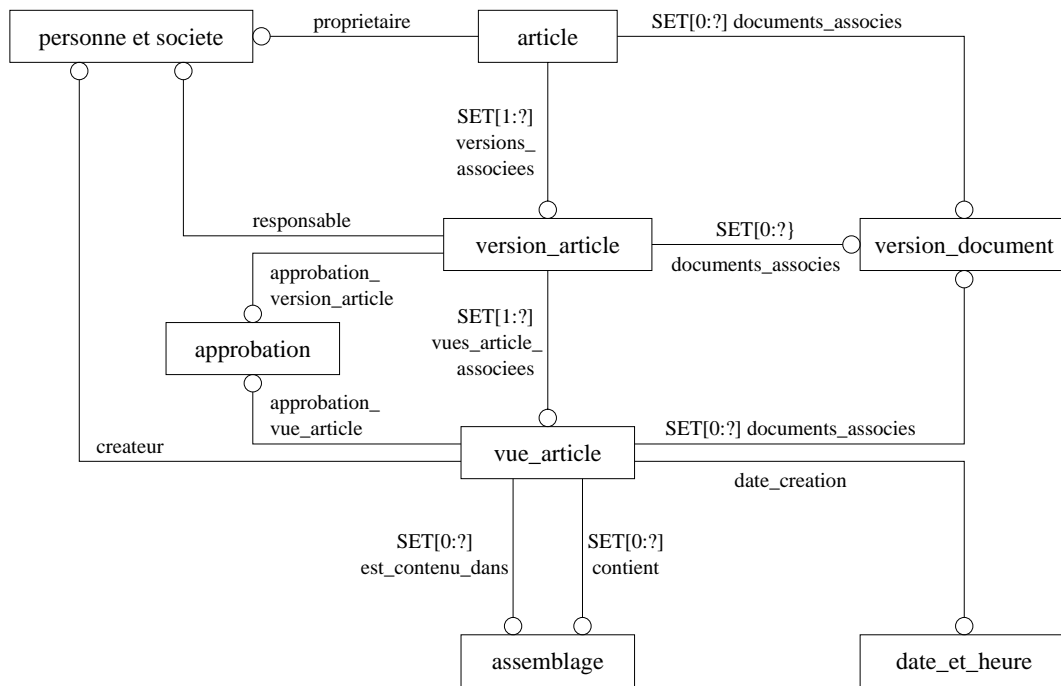 proprietaire
SET[0:?] documents_associes
personne et societe
article
SET[1:?]
versions_
associees
responsable
SET[0:?}
version_article
version_document
documents_associes
approbation_
version_article
SET[1:?]
vues_article_
associees
approbation
approbation_
vue_article
createur
SET[0:?] documents_associes
vue_article
date_creation
SET[0:?]
est_contenu_dans
SET[0:?]
contient
assemblage
date_et_heure